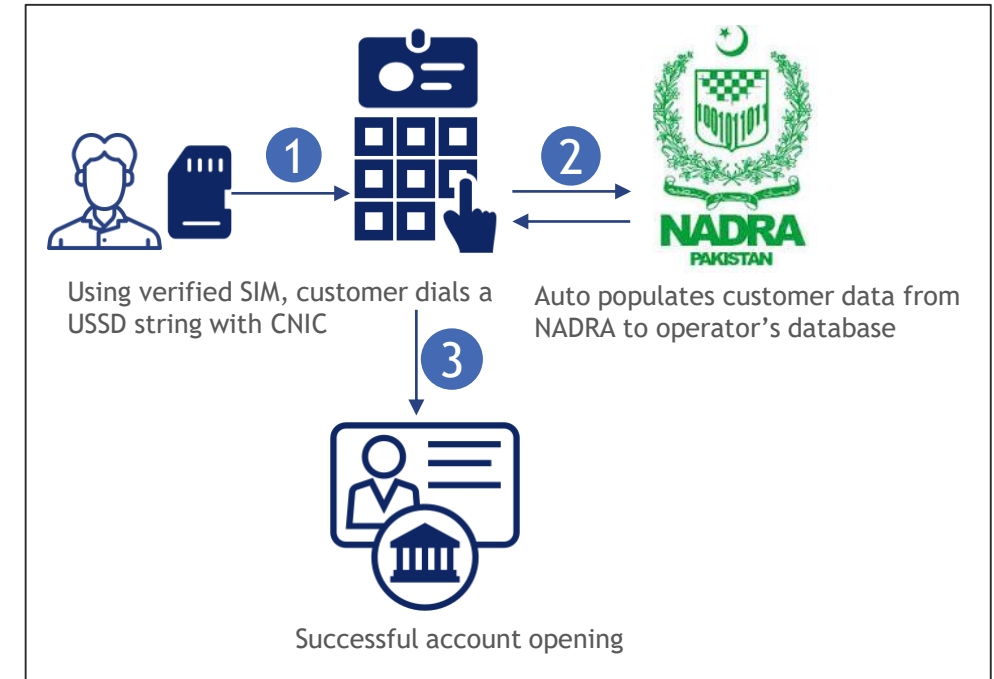 1
2
1001011011
NADRA
PAKISTAN
Using verified SIM, customer dials a
USSD string with CNIC
Auto populates customer data from
NADRA to operator's database
3
Successful account opening